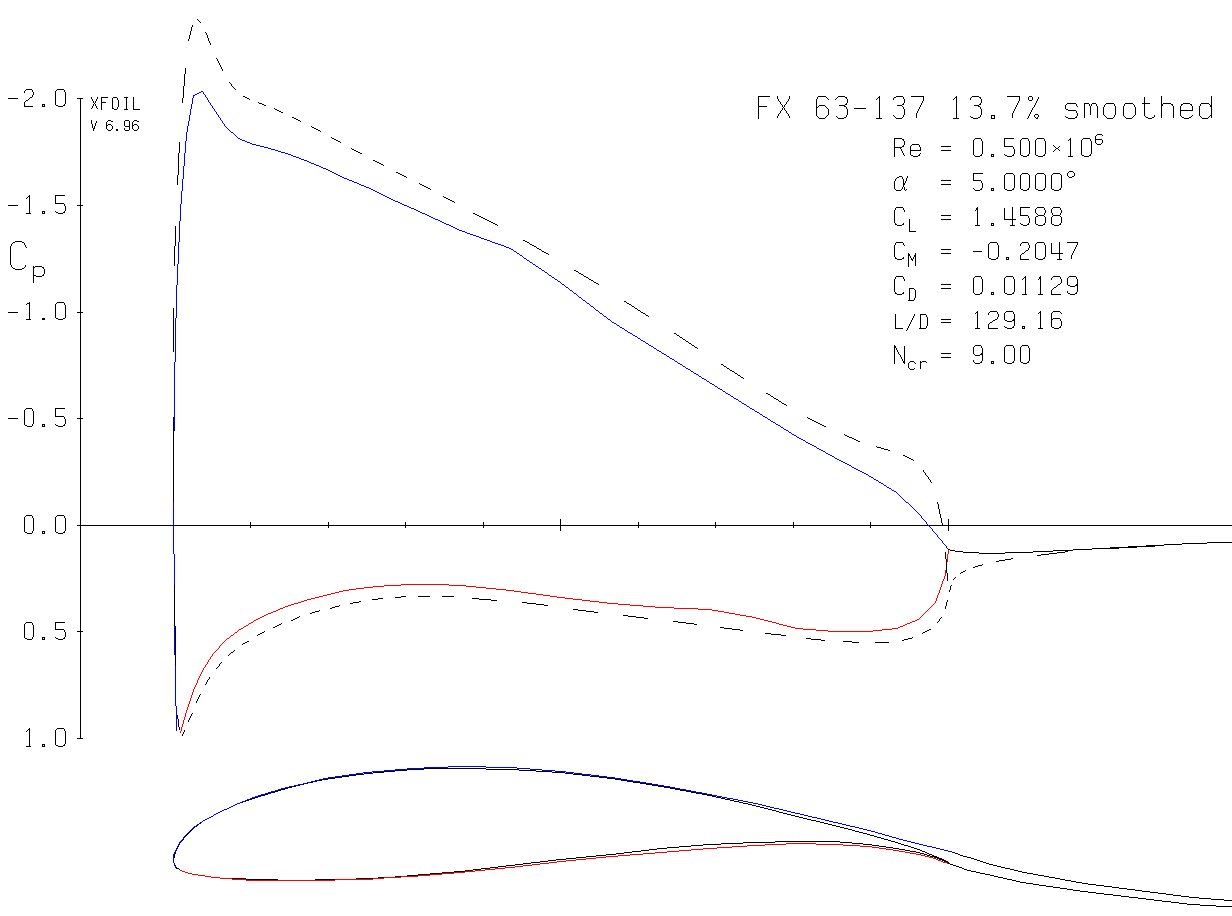 -2.0
XFOIL
V 6.96
FX 63-137 13.7% smoothed
Re = 0.500×10⁶
α = 5.0000°
-1.5
C_L = 1.4588
C_P
C_M = -0.2047
C_D = 0.01129
-1.0
L/D = 129.16
N_cr = 9.00
-0.5
0.0
0.5
1.0